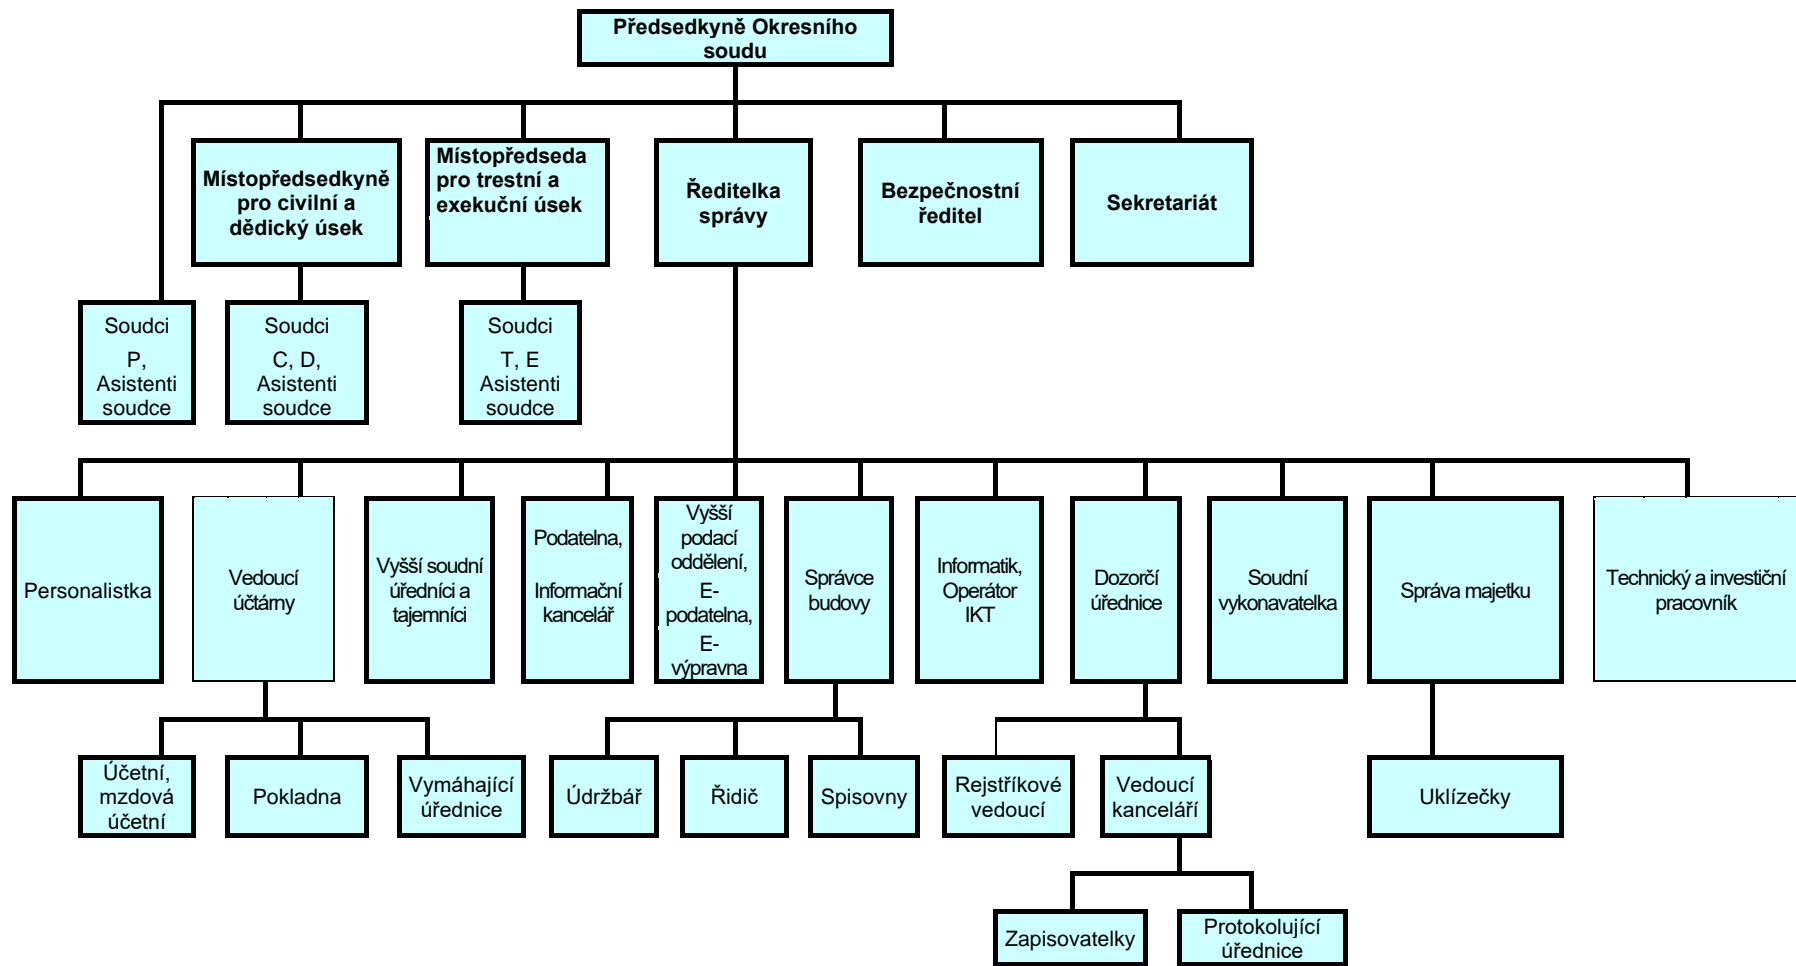 Předsedkyně Okresního
soudu
Místopředsedkyně
pro civilní a
dědický úsek
Místopředseda
pro trestní a
exekuční úsek
Ředitelka
správy
Bezpečnostní
ředitel
Sekretariát
Soudci
P,
Asistenti
soudce
Soudci
C, D,
Asistenti
soudce
Soudci
T, E
Asistenti
soudce
Personalistka
Vedoucí
účtárny
Vyšší soudní
úředníci a
tajemníci
Podatelna,
Informační
kancelář
Vyšší
podací
oddělení,
E-
podatelna,
E-
výpravna
Správce
budovy
Informatik,
Operátor
IKT
Dozorčí
úřednice
Soudní
vykonavatelka
Správa majetku
Technický a investiční
pracovník
Účetní,
mzdová
účetní
Pokladna
Vymáhající
úřednice
Údržbář
Řidič
Spisovny
Rejstříkové
vedoucí
Vedoucí
kanceláří
Uklízečky
Zapisovatelky
Protokolující
úřednice